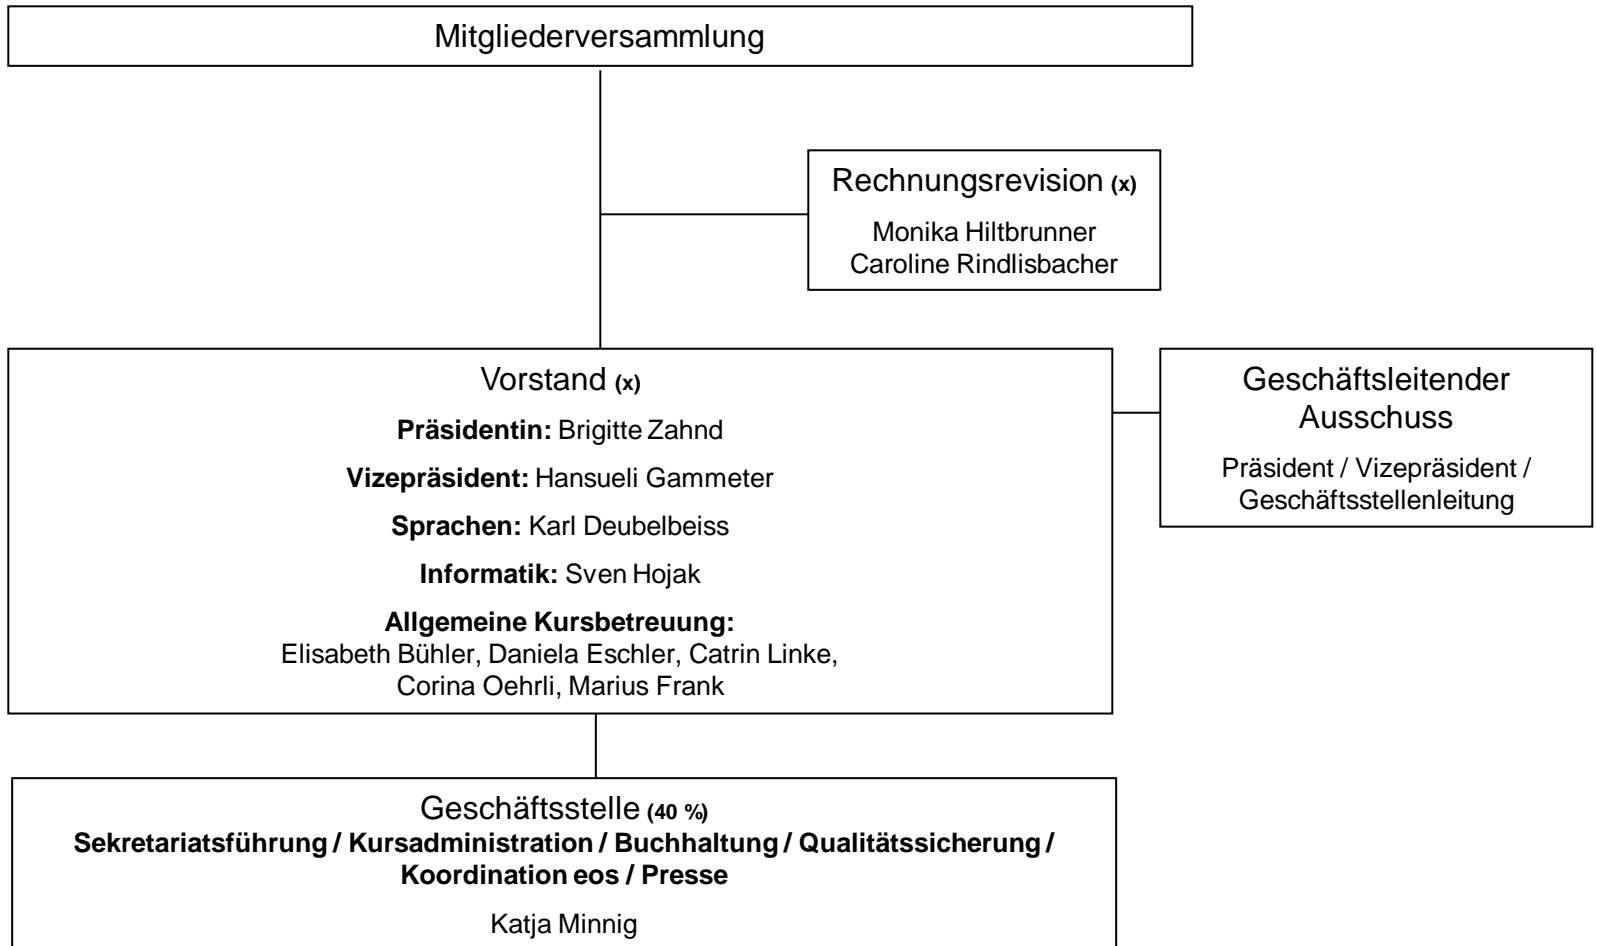 Mitgliederversammlung
Rechnungsrevision (x)
Monika Hiltbrunner
Caroline Rindlisbacher
Vorstand (x)
Präsidentin: Brigitte Zahnd
Vizepräsident: Hansueli Gammeter
Sprachen: Karl Deubelbeiss
Informatik: Sven Hojak
Allgemeine Kursbetreuung:
Elisabeth Bühler, Daniela Eschler, Catrin Linke,
Corina Oehrli, Marius Frank
Geschäftsleitender
Ausschuss
Präsident / Vizepräsident /
Geschäftsstellenleitung
Geschäftsstelle (40 %)
Sekretariatsführung / Kursadministration / Buchhaltung / Qualitätssicherung /
Koordination eos / Presse
Katja Minnig